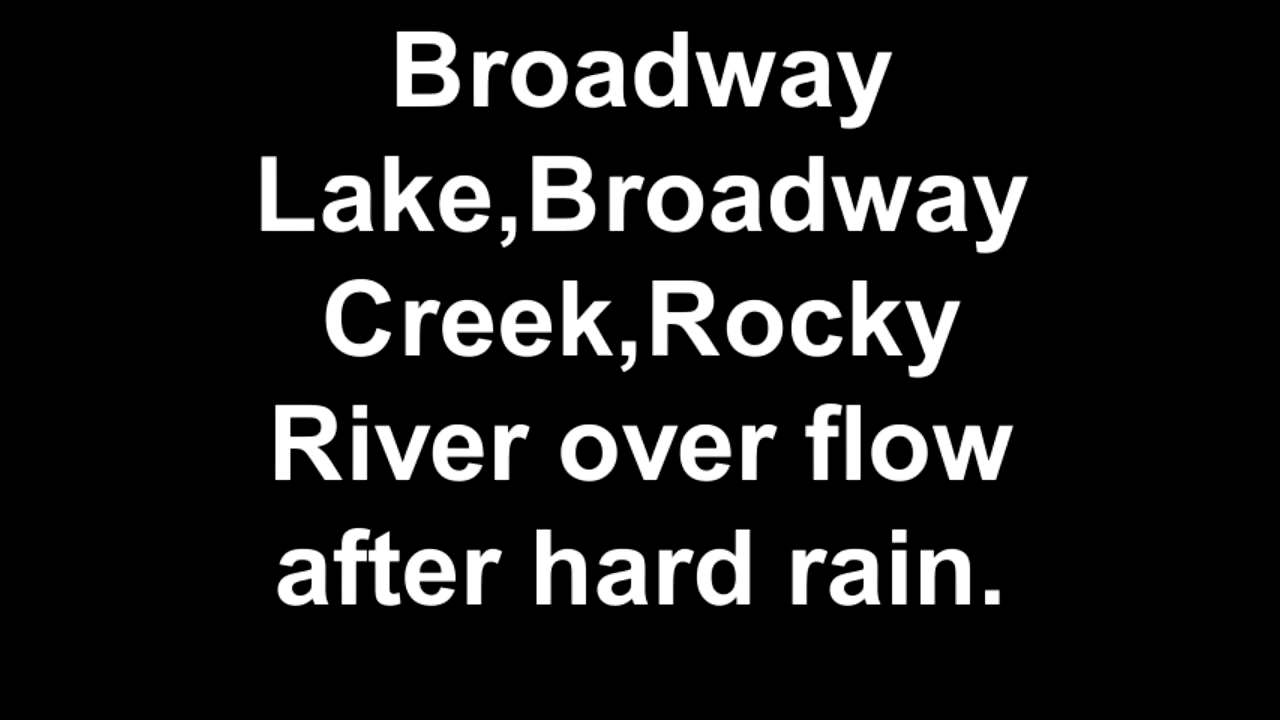 Broadway
Lake,Broadway
Creek,Rocky
River over flow
after hard rain.